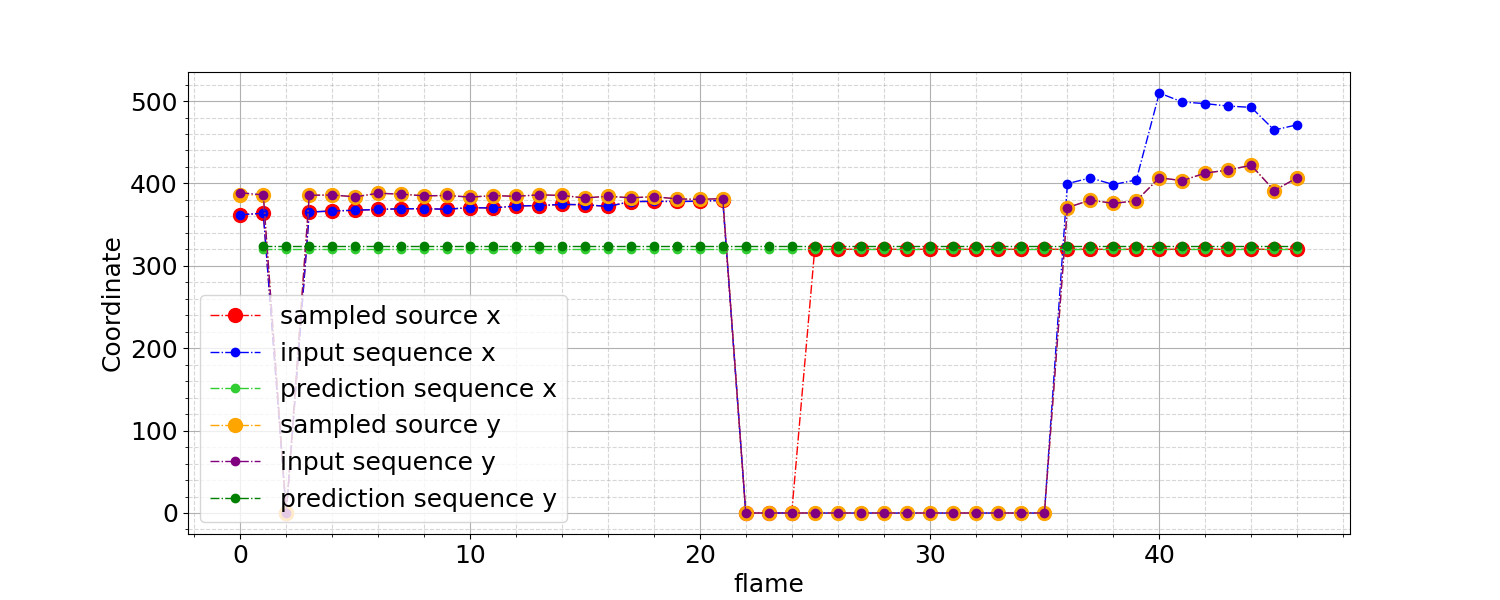 500
400
300
200
100
0
Coordinate
sampled source x
input sequence x
prediction sequence x
sampled source y
input sequence y
prediction sequence y
0 10 20 30 40
flame